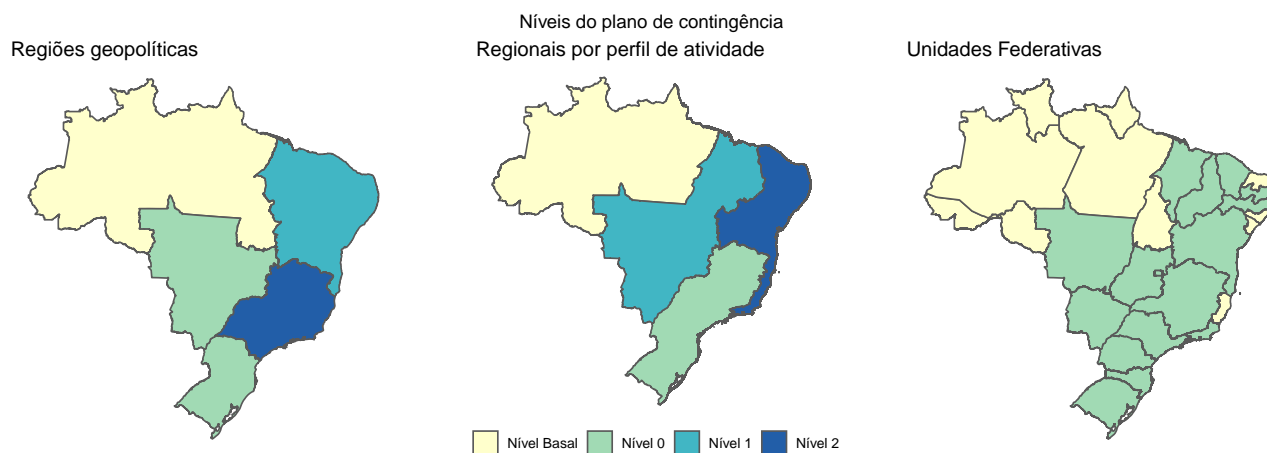 Níveis do plano de contingência
Regiões geopolíticas
Regionais por perfil de atividade
Unidades Federativas
Nível Basal
Nível 0
Nível 1
Nível 2